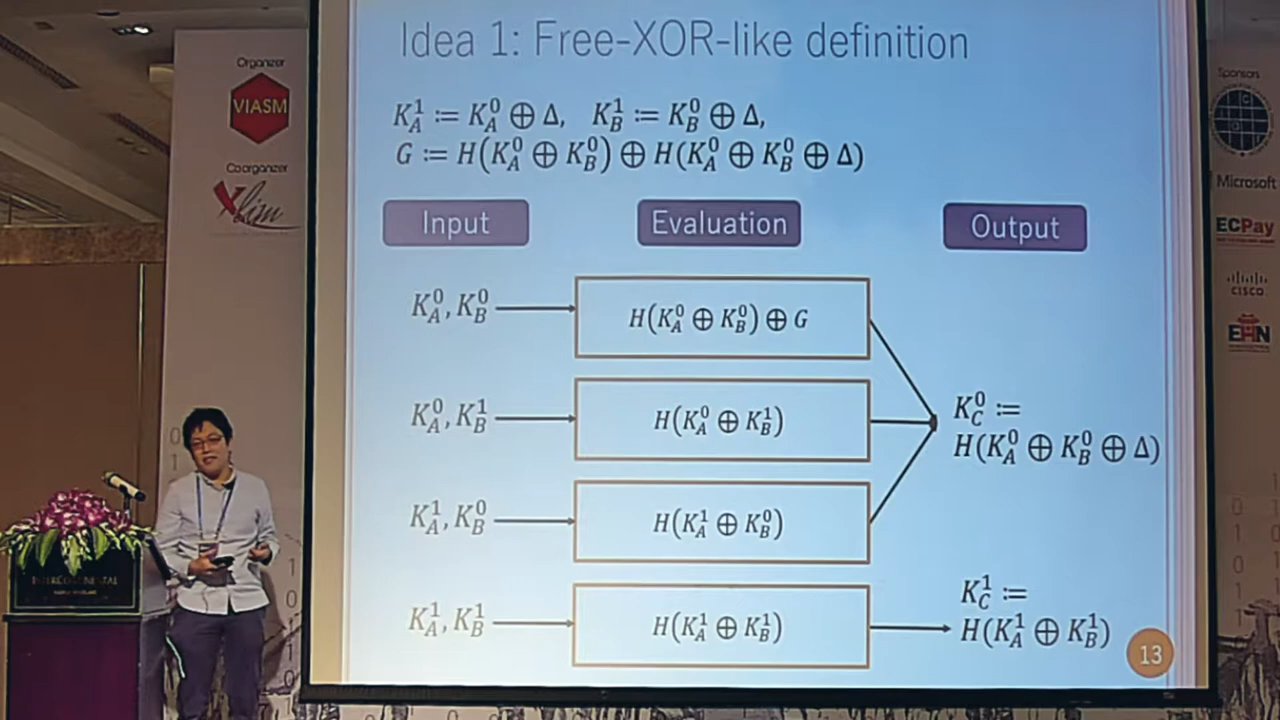 Idea 1: Free-XOR-like definition
K_A^1 := K_A^0 ⊕ Δ, K_B^1 := K_B^0 ⊕ Δ,
G := H(K_A^0 ⊕ K_B^0) ⊕ H(K_A^0 ⊕ K_B^0 ⊕ Δ)
Input Evaluation Output
K_A^0, K_B^0 H(K_A^0 ⊕ K_B^0) ⊕ G
K_A^0, K_B^1 H(K_A^0 ⊕ K_B^1)
K_C^0 :=
H(K_A^0 ⊕ K_B^0 ⊕ Δ)
K_A^1, K_B^0 H(K_A^1 ⊕ K_B^0)
K_A^1, K_B^1 H(K_A^1 ⊕ K_B^1)
K_C^1 :=
H(K_A^1 ⊕ K_B^1)
13
Organizer
VIASM
Coorganizer
Xlim
Sponsors
Microsoft
ECPay
CISCO
EHN
INTERCONTINENTAL